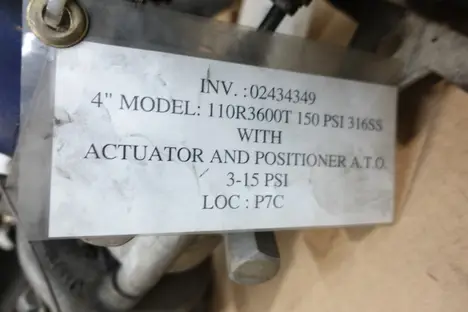 INV. :02434349
4" MODEL: 110R3600T 150 PSI 316SS
WITH
ACTUATOR AND POSITIONER A.T.O.
3-15 PSI
LOC : P7C